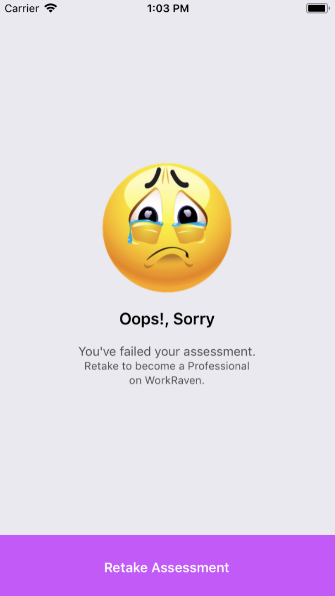 Carrier 1:03 PM
Oops!, Sorry
You've failed your assessment.
Retake to become a Professional
on WorkRaven.
Retake Assessment